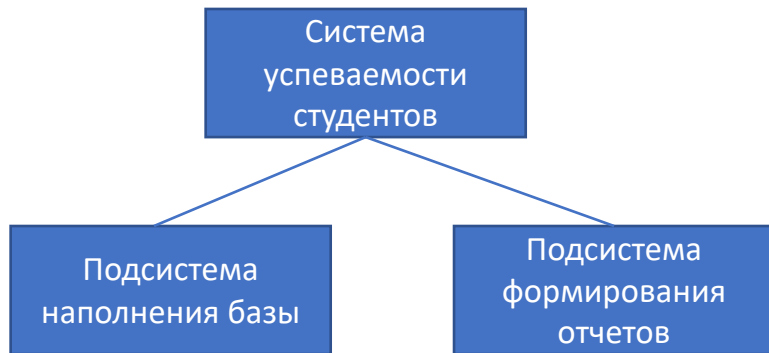 Система
успеваемости
студентов
Подсистема
наполнения базы
Подсистема
формирования
отчетов